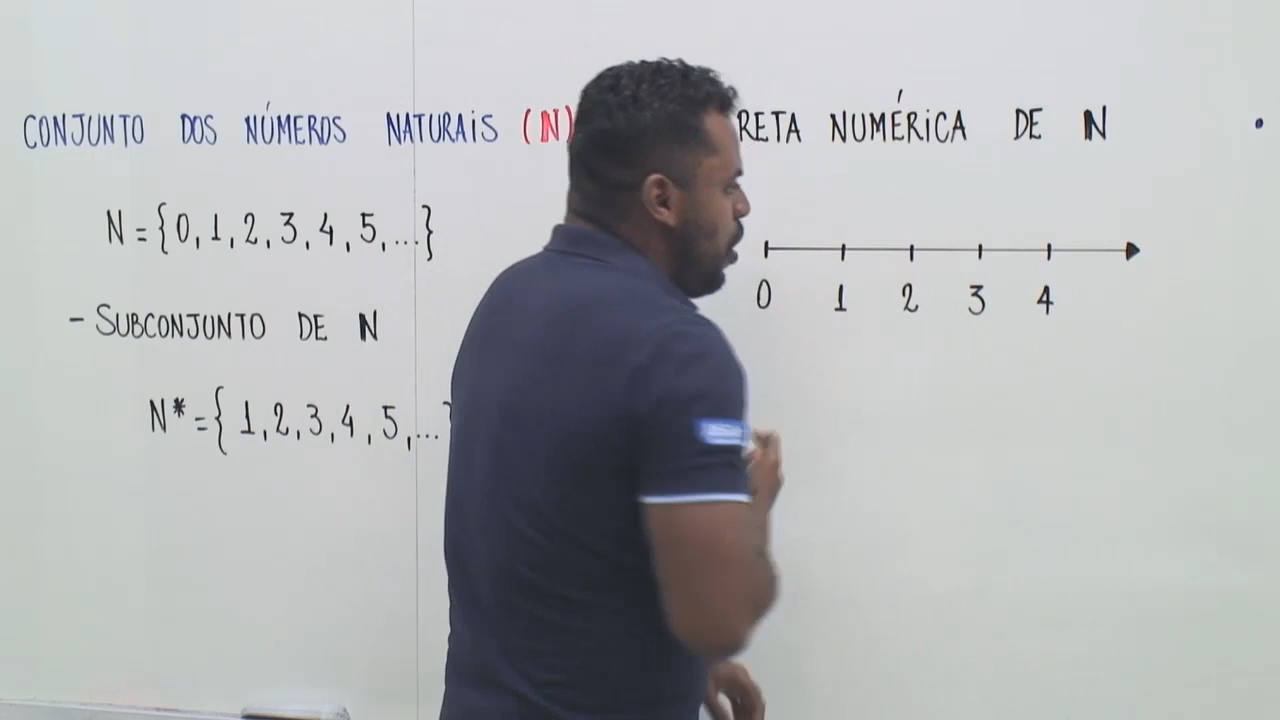 CONJUNTO DOS NÚMEROS NATURAIS (N)
N = {0, 1, 2, 3, 4, 5, ...}
- SUBCONJUNTO DE N
N* = { 1, 2, 3, 4, 5, ...
RETA NUMÉRICA DE N
0 1 2 3 4